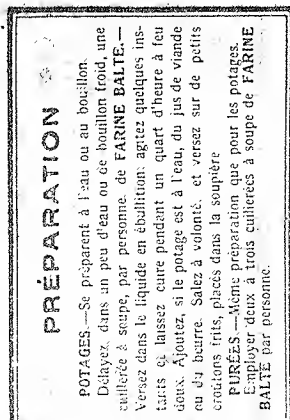 PRÉPARATION
POTAGES.—Se préparent à l'eau ou au bouillon.
Délayez, dans un peu d'eau ou de bouillon froid, une
cuillerée à soupe, par personne, de FARINE BALTE.—
Versez dans le liquide en ébullition; agitez quelques ins-
tants et laissez cuire pendant un quart d'heure à feu
doux. Ajoutez, si le potage est à l'eau, du jus de viande
ou du beurre. Salez à volonté, et versez sur de petits
croûtons frits, placés dans la soupière
PURÉES.—Même préparation que pour les potages.
Employer deux à trois cuillerées à soupe de FARINE
BALTE par personne.